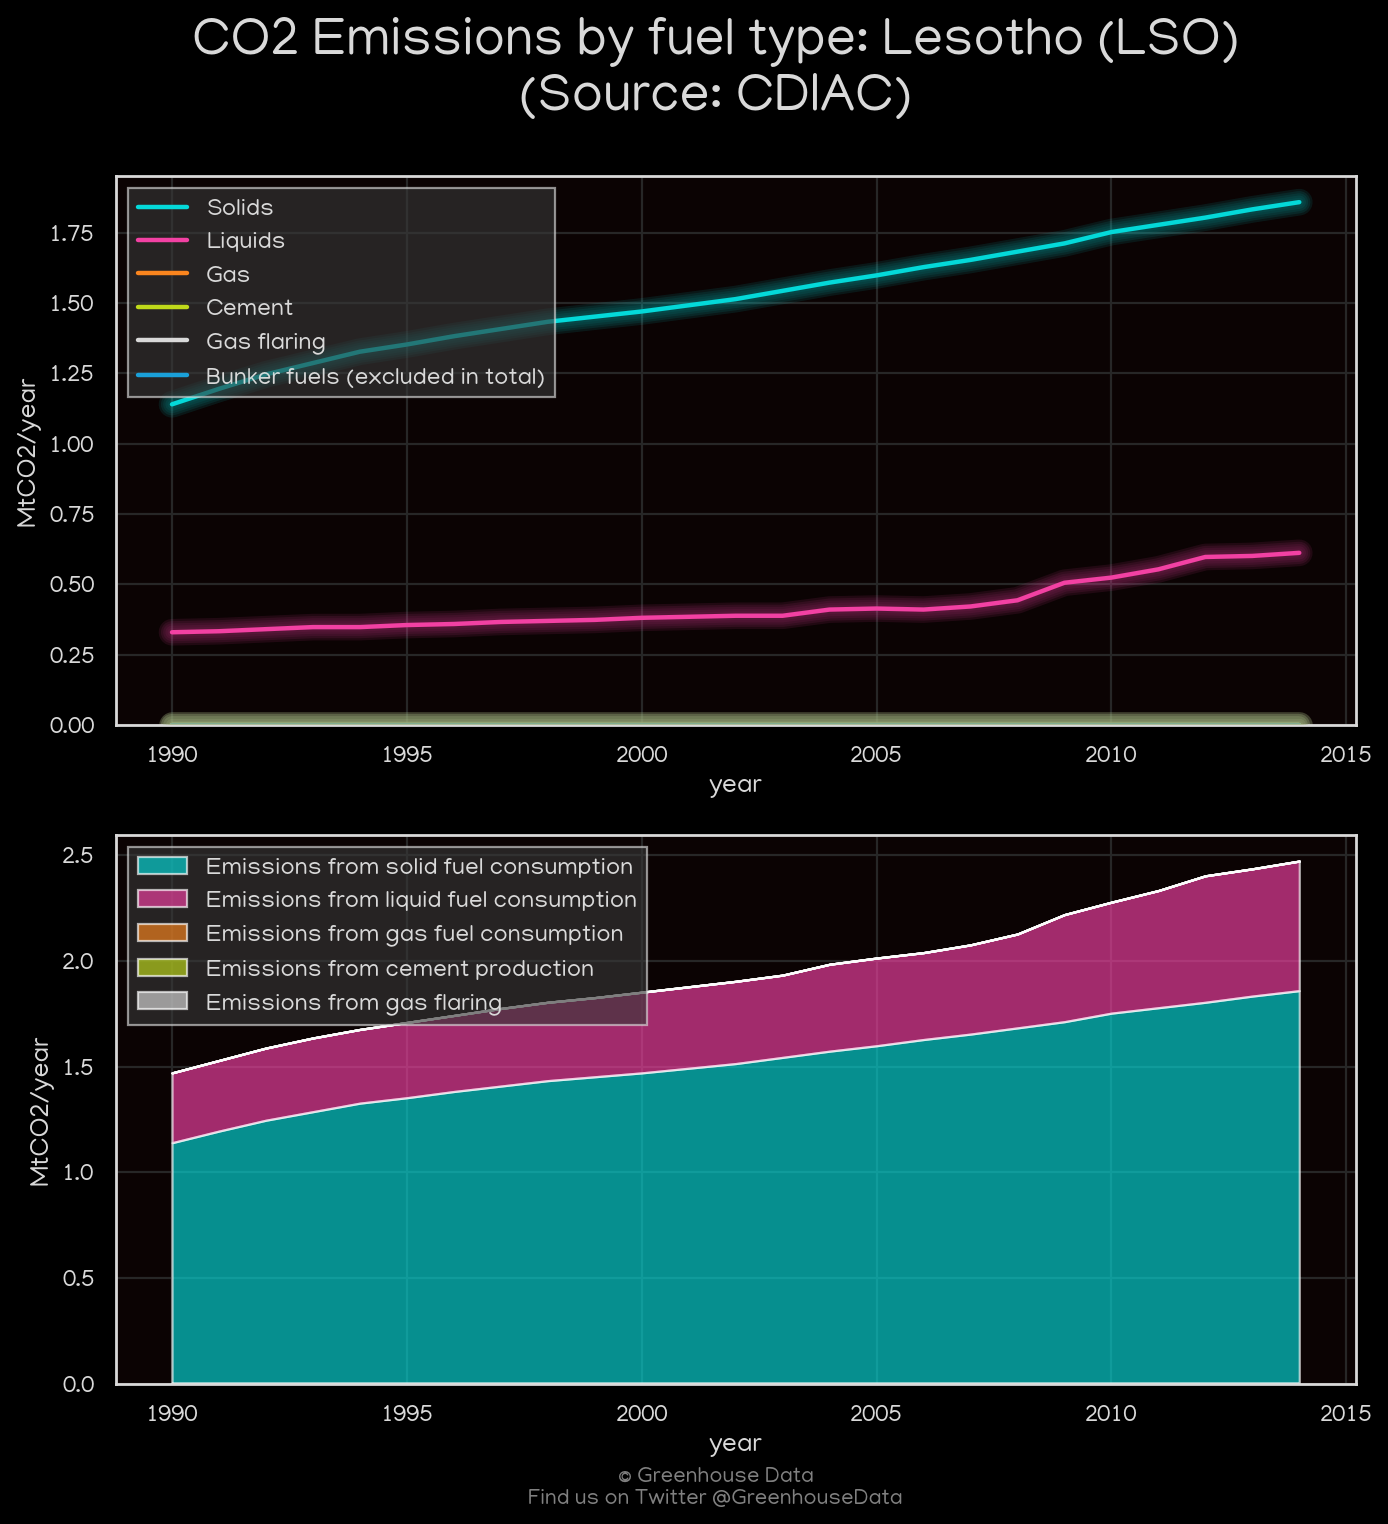 CO2 Emissions by fuel type: Lesotho (LSO)
(Source: CDIAC)
Solids
Liquids
Gas
Cement
Gas flaring
Bunker fuels (excluded in total)
MtCO2/year
1.75
1.50
1.25
1.00
0.75
0.50
0.25
0.00
1990 1995 2000 2005 2010 2015
year
Emissions from solid fuel consumption
Emissions from liquid fuel consumption
Emissions from gas fuel consumption
Emissions from cement production
Emissions from gas flaring
MtCO2/year
2.5
2.0
1.5
1.0
0.5
0.0
1990 1995 2000 2005 2010 2015
year
© Greenhouse Data
Find us on Twitter @GreenhouseData